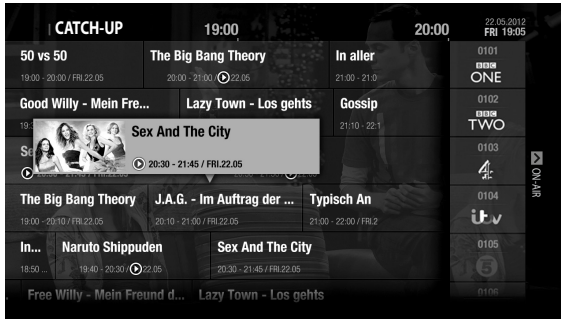 CATCH-UP 19:00 20:00 22.05.2012
FRI 19:05
50 vs 50 The Big Bang Theory In aller 0101
19:00 - 20:00 / FRI.22.05 20:00 - 21:00 / 22.05 21:00 - 21:0 BBC ONE
Good Willy - Mein Fre... Lazy Town - Los gehts Gossip 0102
21:10 - 22:1 BBC TWO
Sex And The City
20:30 - 21:45 / FRI.22.05
0103
4
ON-AIR
The Big Bang Theory J.A.G. - Im Auftrag der ... Typisch An 0104
19:00 - 20:10 / FRI.22.05 20:10 - 21:00 / FRI.22.05 21:00 - 22:00 / FRI.2 itv
In... Naruto Shippuden Sex And The City 0105
18:50 ... 19:40 - 20:30 / 22.05 20:30 - 21:45 / FRI.22.05 5
Free Willy - Mein Freund d... Lazy Town - Los gehts 0106